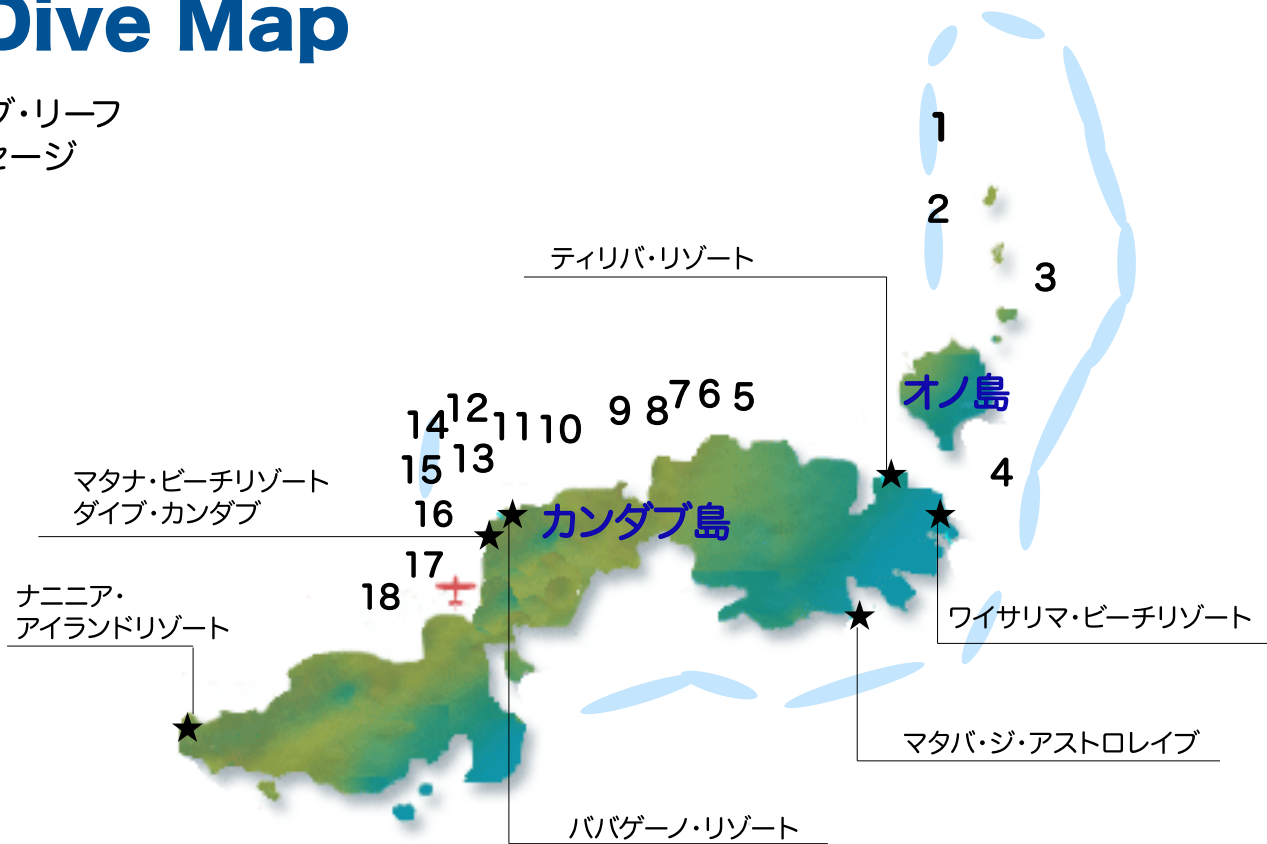 Dive Map
ブ・リーフ
セージ
1
2
ティリバ・リゾート
3
オノ島
12
7
6
5
14
11
10
9
8
15
13
4
マタナ・ビーチリゾート
ダイブ・カンダブ
16
カンダブ島
17
18
ナニニア・
アイランドリゾート
ワイサリマ・ビーチリゾート
マタバ・ジ・アストロレイブ
ババゲーノ・リゾート